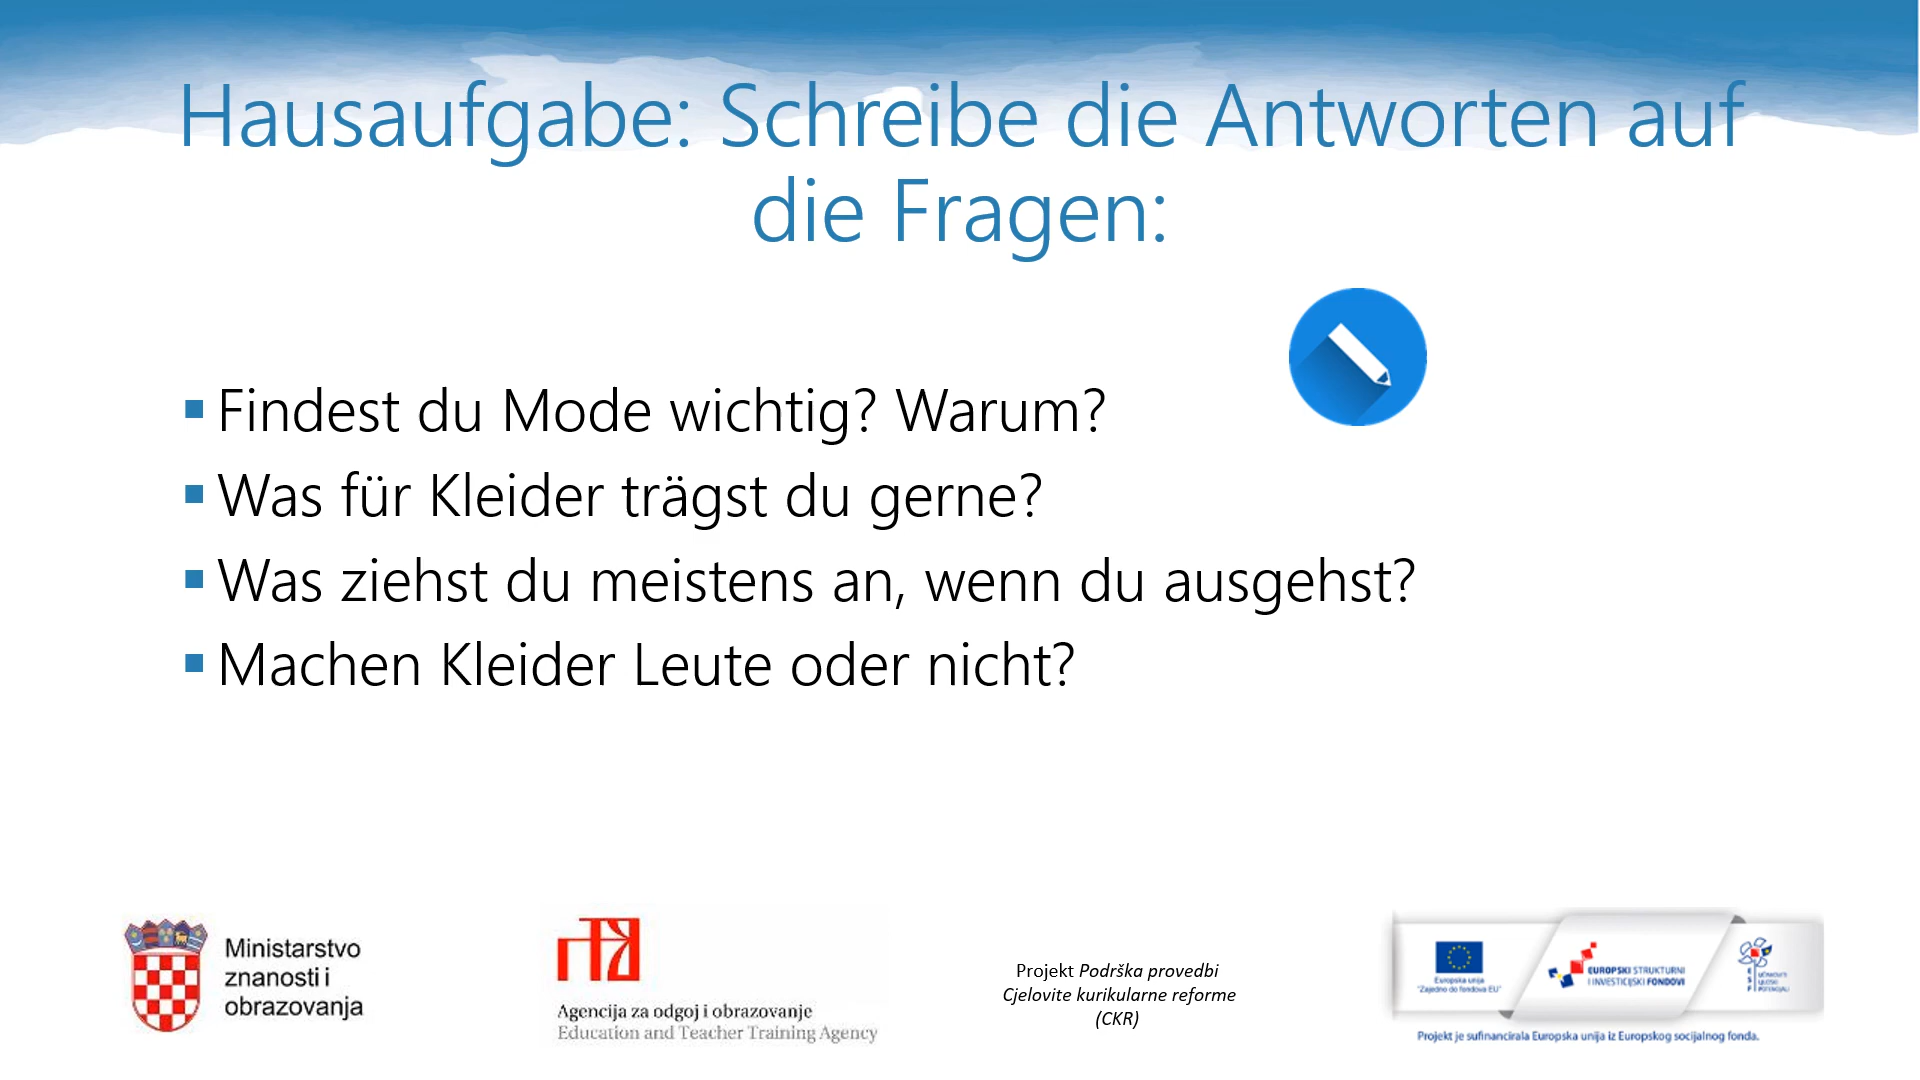 Hausaufgabe: Schreibe die Antworten auf
die Fragen:
Findest du Mode wichtig? Warum?
Was für Kleider trägst du gerne?
Was ziehst du meistens an, wenn du ausgehst?
Machen Kleider Leute oder nicht?
Ministarstvo
znanosti i
obrazovanja
Agencija za odgoj i obrazovanje
Education and Teacher Training Agency
Projekt Podrška provedbi
Cjelovite kurikularne reforme
(CKR)
Europska unija
"Zajedno do fondova EU"
EUROPSKI STRUKTURNI
I INVESTICIJSKI FONDOVI
Projekt je sufinancirala Europska unija iz Europskog socijalnog fonda.